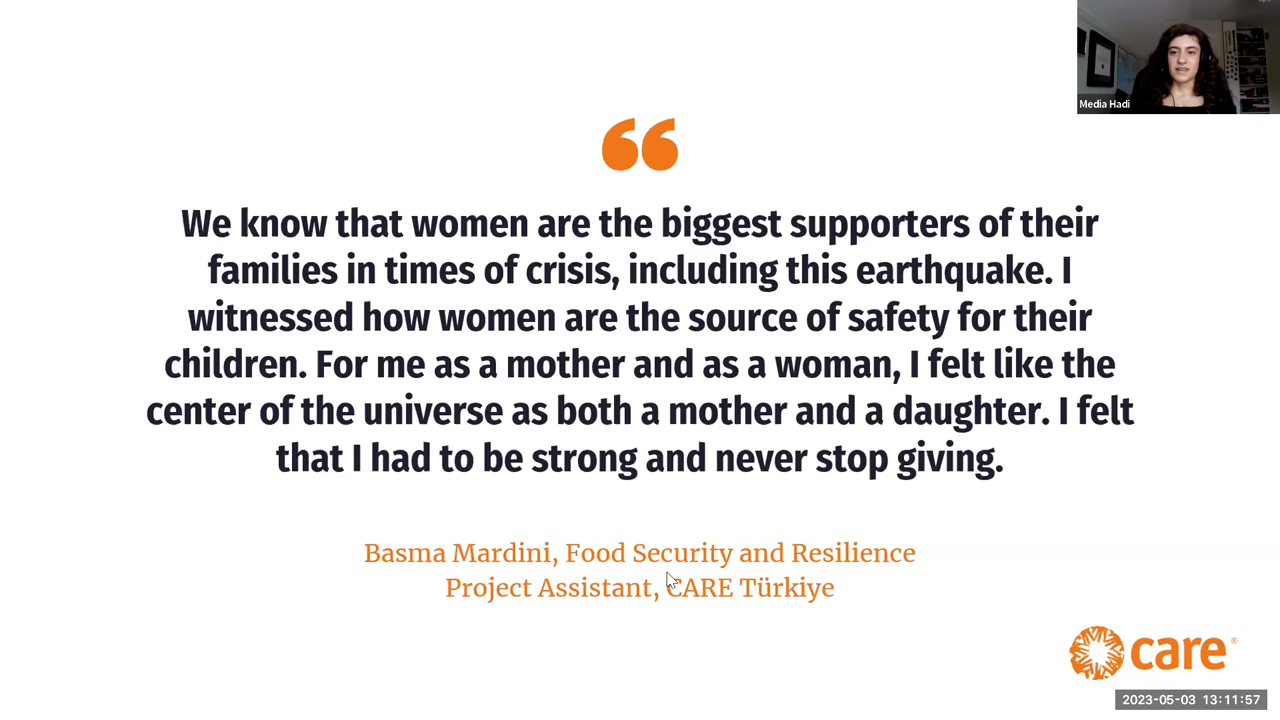 Media Hadi
“
We know that women are the biggest supporters of their
families in times of crisis, including this earthquake. I
witnessed how women are the source of safety for their
children. For me as a mother and as a woman, I felt like the
center of the universe as both a mother and a daughter. I felt
that I had to be strong and never stop giving.
Basma Mardini, Food Security and Resilience
Project Assistant, CARE Türkiye
care®
2023-05-03 13:11:57